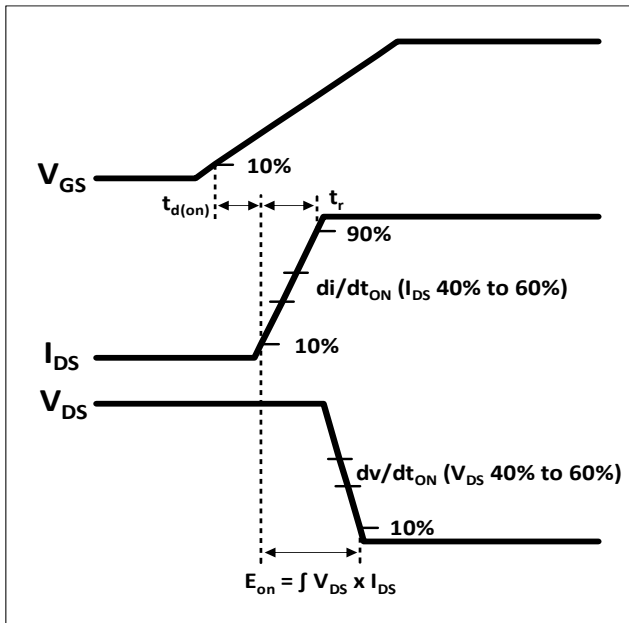 10%
V_GS
t_d(on)
t_r
90%
di/dt_ON (I_DS 40% to 60%)
10%
I_DS
V_DS
dv/dt_ON (V_DS 40% to 60%)
10%
E_on = ∫ V_DS x I_DS